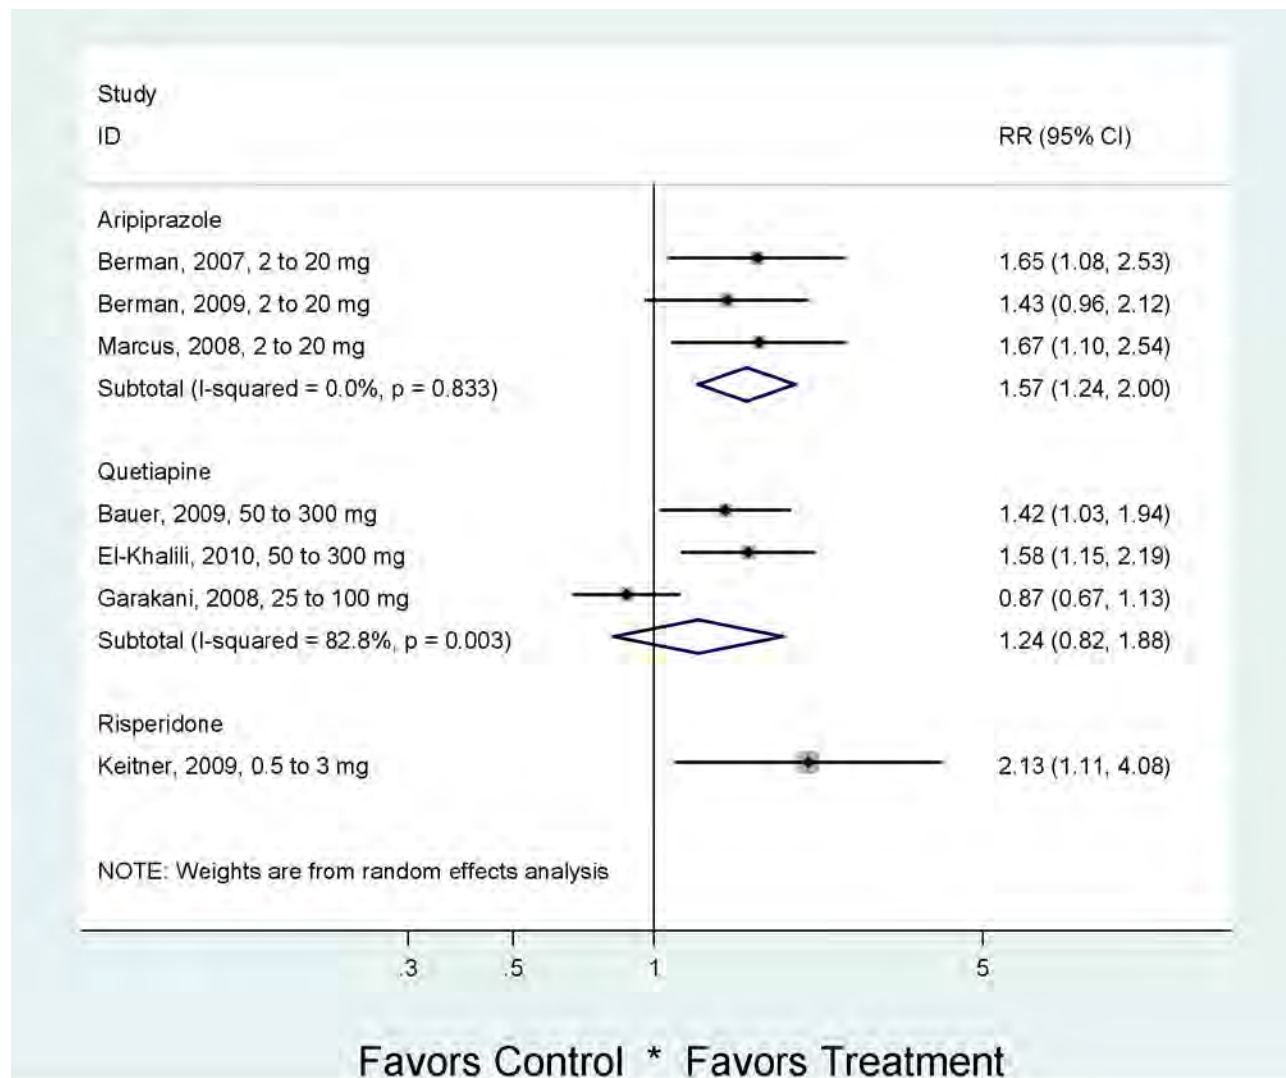 Study
ID RR (95% CI)
Aripiprazole
Berman, 2007, 2 to 20 mg 1.65 (1.08, 2.53)
Berman, 2009, 2 to 20 mg 1.43 (0.96, 2.12)
Marcus, 2008, 2 to 20 mg 1.67 (1.10, 2.54)
Subtotal (I-squared = 0.0%, p = 0.833) 1.57 (1.24, 2.00)
Quetiapine
Bauer, 2009, 50 to 300 mg 1.42 (1.03, 1.94)
El-Khalili, 2010, 50 to 300 mg 1.58 (1.15, 2.19)
Garakani, 2008, 25 to 100 mg 0.87 (0.67, 1.13)
Subtotal (I-squared = 82.8%, p = 0.003) 1.24 (0.82, 1.88)
Risperidone
Keitner, 2009, 0.5 to 3 mg 2.13 (1.11, 4.08)
NOTE: Weights are from random effects analysis
.3 .5 1 5
Favors Control * Favors Treatment